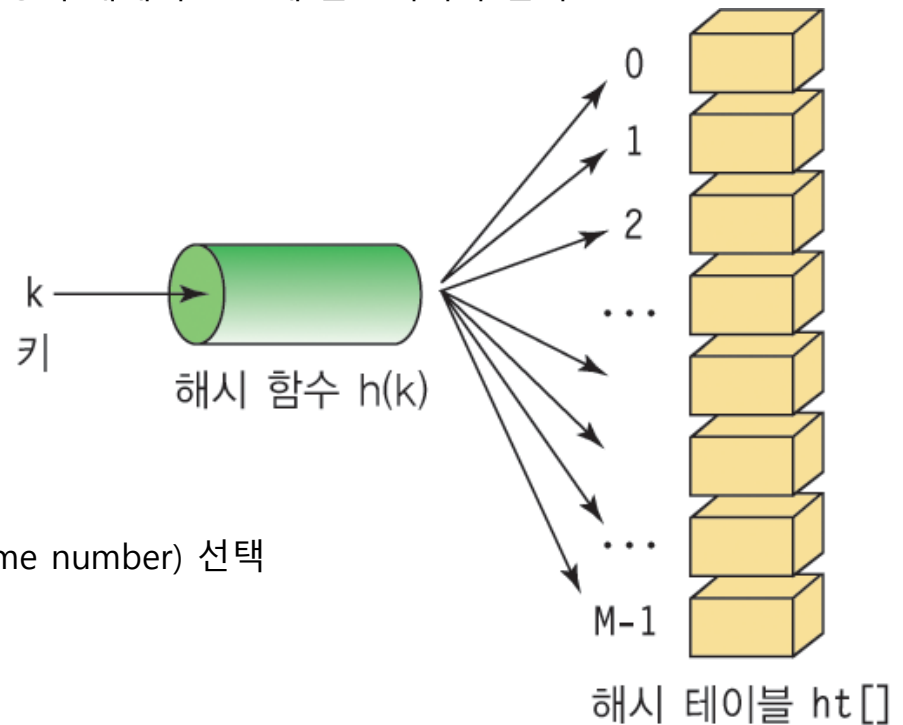 0
1
2
k
키
...
해시 함수 h(k)
me number) 선택
...
M-1
해시 테이블 ht[]